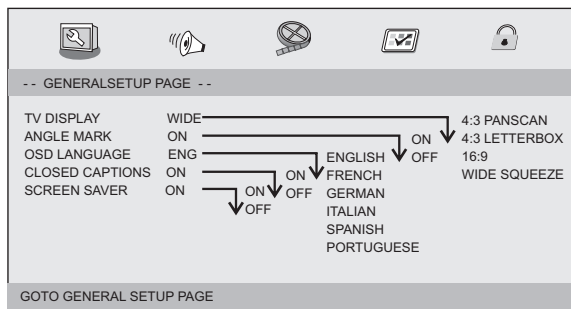 - - GENERALSETUP PAGE - -
TV DISPLAY WIDE 4:3 PANSCAN
ANGLE MARK ON ON 4:3 LETTERBOX
OSD LANGUAGE ENG ENGLISH OFF 16:9
CLOSED CAPTIONS ON ON FRENCH WIDE SQUEEZE
SCREEN SAVER ON ON OFF GERMAN
OFF ITALIAN
SPANISH
PORTUGUESE
GOTO GENERAL SETUP PAGE